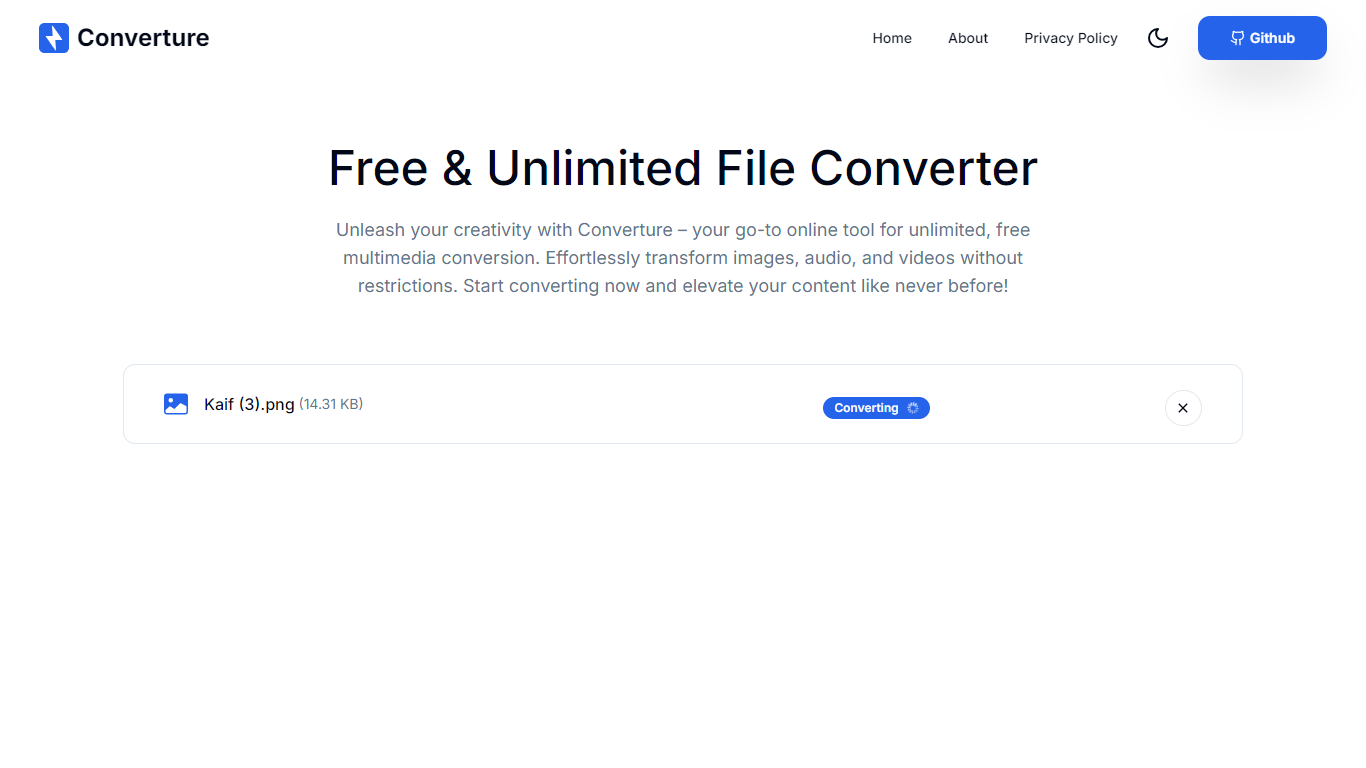 Converture
Home
About
Privacy Policy
Github
Free & Unlimited File Converter
Unleash your creativity with Converture – your go-to online tool for unlimited, free
multimedia conversion. Effortlessly transform images, audio, and videos without
restrictions. Start converting now and elevate your content like never before!
Kaif (3).png (14.31 KB)
Converting